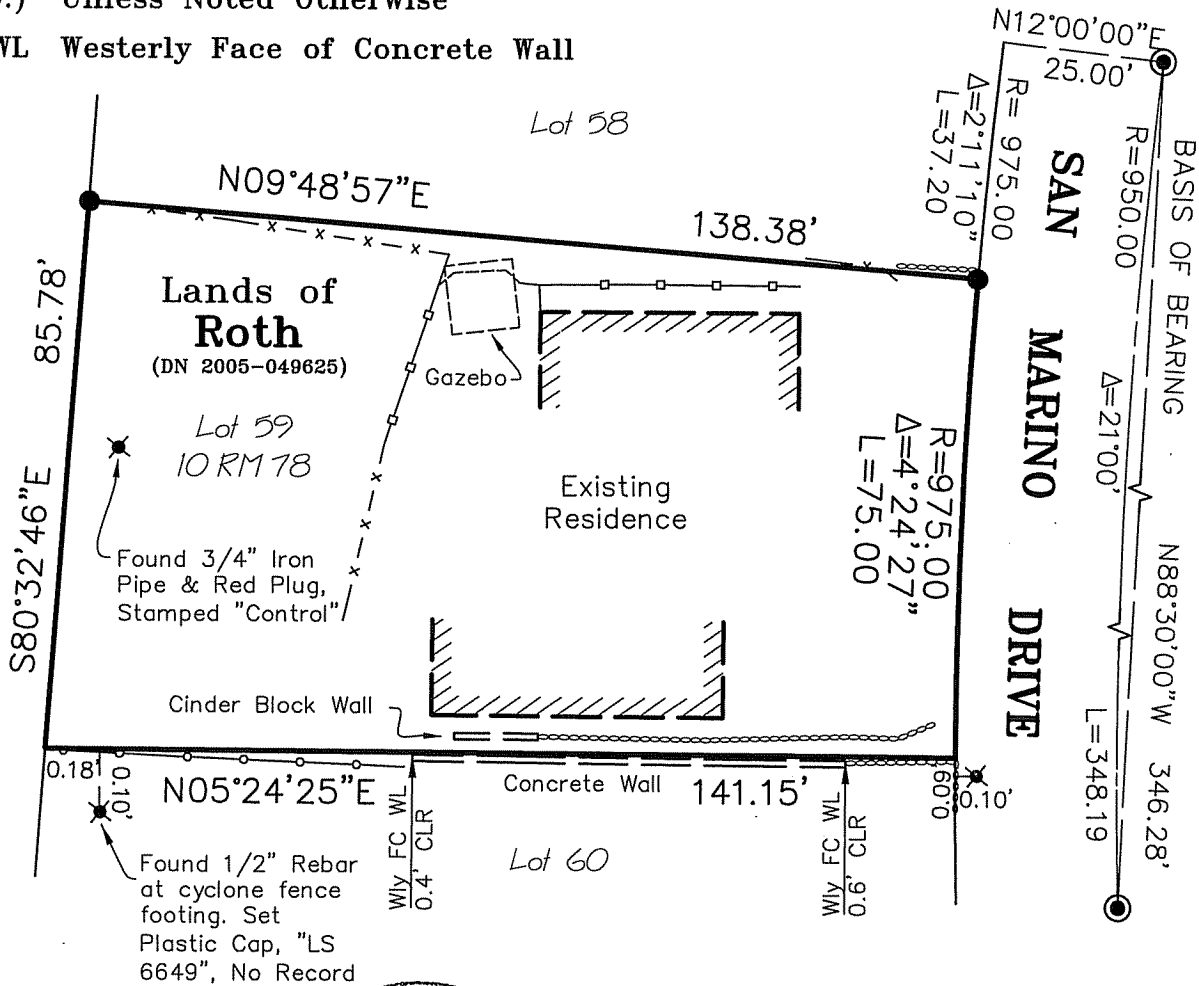 Unless Noted Otherwise
WL Westerly Face of Concrete Wall
N12°00'00"E
25.00'
Lot 58
R= 975.00
Δ=2°11'10"
L=37.20
N09°48'57"E
138.38'
SAN MARINO DRIVE
R=950.00
Δ=21°00'
L=348.19
BASIS OF BEARING N88°30'00"W 346.28'
85.78'
S80°32'46"E
Lands of
Roth
(DN 2005-049625)
Lot 59
10 RM 78
Gazebo
Existing
Residence
R=975.00
Δ=4°24'27"
L=75.00
Found 3/4" Iron
Pipe & Red Plug,
Stamped "Control"
Cinder Block Wall
0.18'
0.10'
N05°24'25"E
Concrete Wall
141.15'
0.10'
Wly FC WL
0.4' CLR
Wly FC WL
0.6' CLR
Lot 60
Found 1/2" Rebar
at cyclone fence
footing. Set
Plastic Cap, "LS
6649", No Record